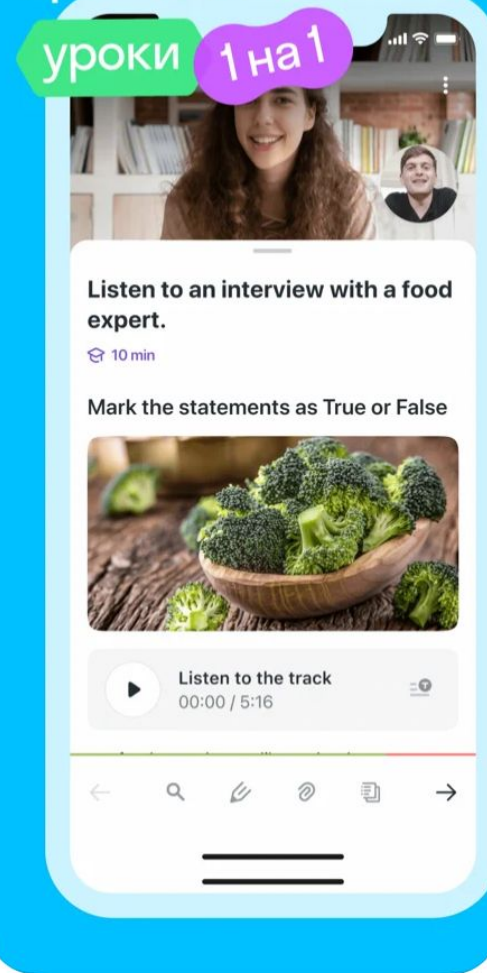 уроки
1 на 1
Listen to an interview with a food
expert.
10 min
Mark the statements as True or False
Listen to the track
00:00 / 5:16
T